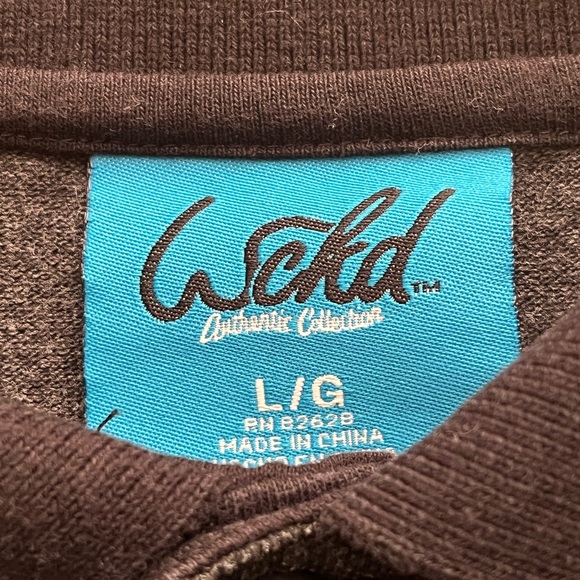 Wckd™
Authentic Collection
L/G
RN 82628
MADE IN CHINA